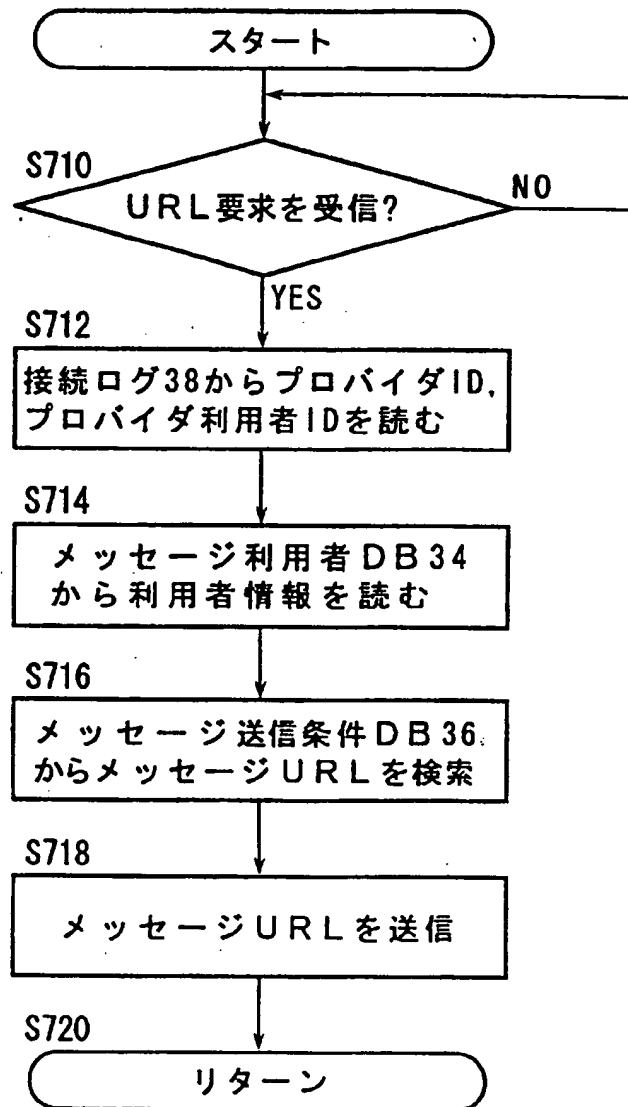 スタート
S710
URL要求を受信?
NO
YES
S712
接続ログ38からプロバイダID,
プロバイダ利用者IDを読む
S714
メッセージ利用者DB34
から利用者情報を読む
S716
メッセージ送信条件DB36
からメッセージURLを検索
S718
メッセージURLを送信
S720
リターン